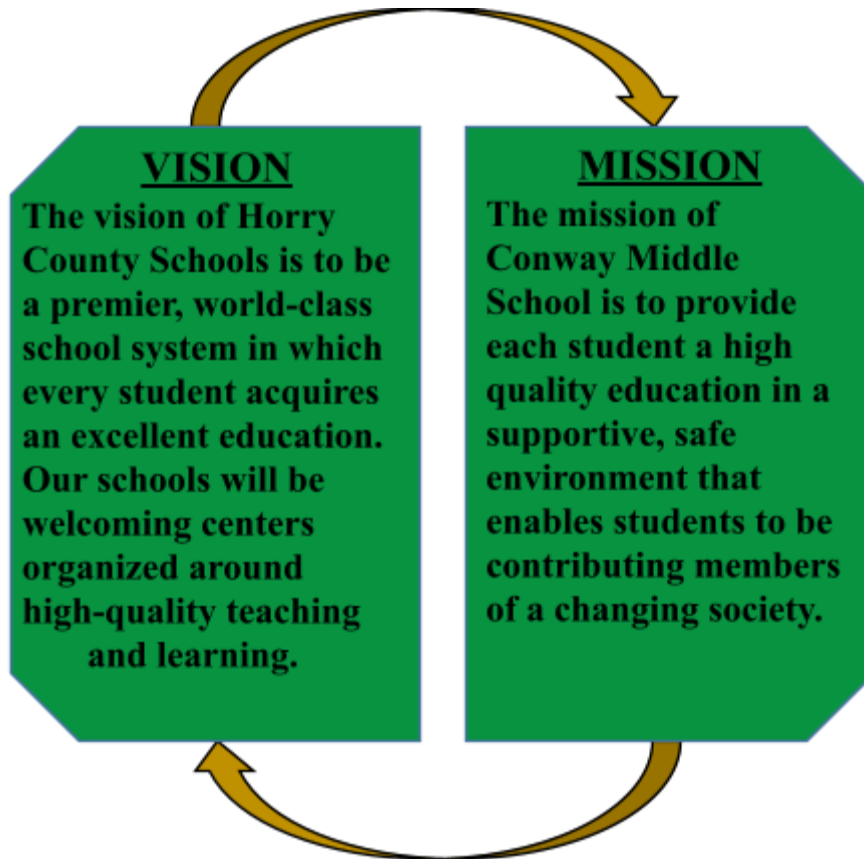 VISION
The vision of Horry
County Schools is to be
a premier, world-class
school system in which
every student acquires
an excellent education.
Our schools will be
welcoming centers
organized around
high-quality teaching
and learning.
MISSION
The mission of
Conway Middle
School is to provide
each student a high
quality education in a
supportive, safe
environment that
enables students to be
contributing members
of a changing society.